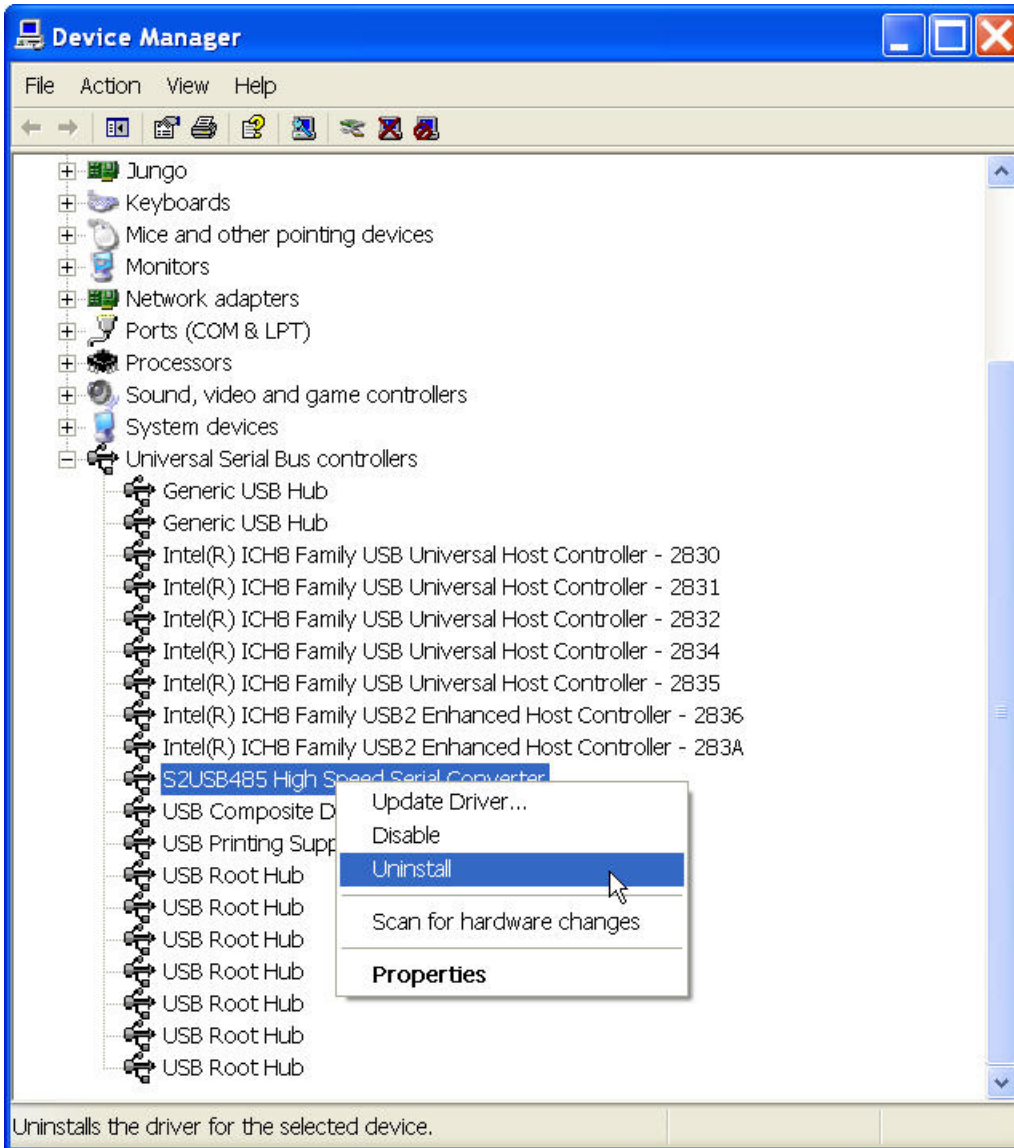 Device Manager
File Action View Help
Jungo
Keyboards
Mice and other pointing devices
Monitors
Network adapters
Ports (COM & LPT)
Processors
Sound, video and game controllers
System devices
Universal Serial Bus controllers
Generic USB Hub
Generic USB Hub
Intel(R) ICH8 Family USB Universal Host Controller - 2830
Intel(R) ICH8 Family USB Universal Host Controller - 2831
Intel(R) ICH8 Family USB Universal Host Controller - 2832
Intel(R) ICH8 Family USB Universal Host Controller - 2834
Intel(R) ICH8 Family USB Universal Host Controller - 2835
Intel(R) ICH8 Family USB2 Enhanced Host Controller - 2836
Intel(R) ICH8 Family USB2 Enhanced Host Controller - 283A
S2USB485 High Speed Serial Converter
USB Composite D
USB Printing Supp
USB Root Hub
USB Root Hub
USB Root Hub
USB Root Hub
USB Root Hub
USB Root Hub
USB Root Hub
Update Driver...
Disable
Uninstall
Scan for hardware changes
Properties
Uninstalls the driver for the selected device.